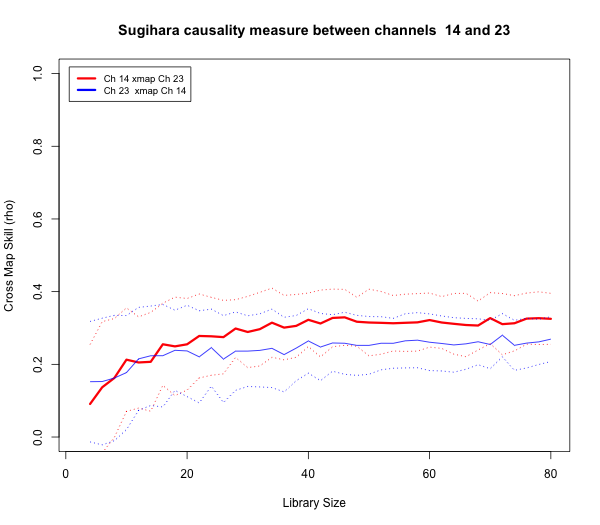 Sugihara causality measure between channels  14 and 23
Ch 14 xmap Ch 23
Ch 23  xmap Ch 14
Cross Map Skill (rho)
1.0
0.8
0.6
0.4
0.2
0.0
0 20 40 60 80
Library Size